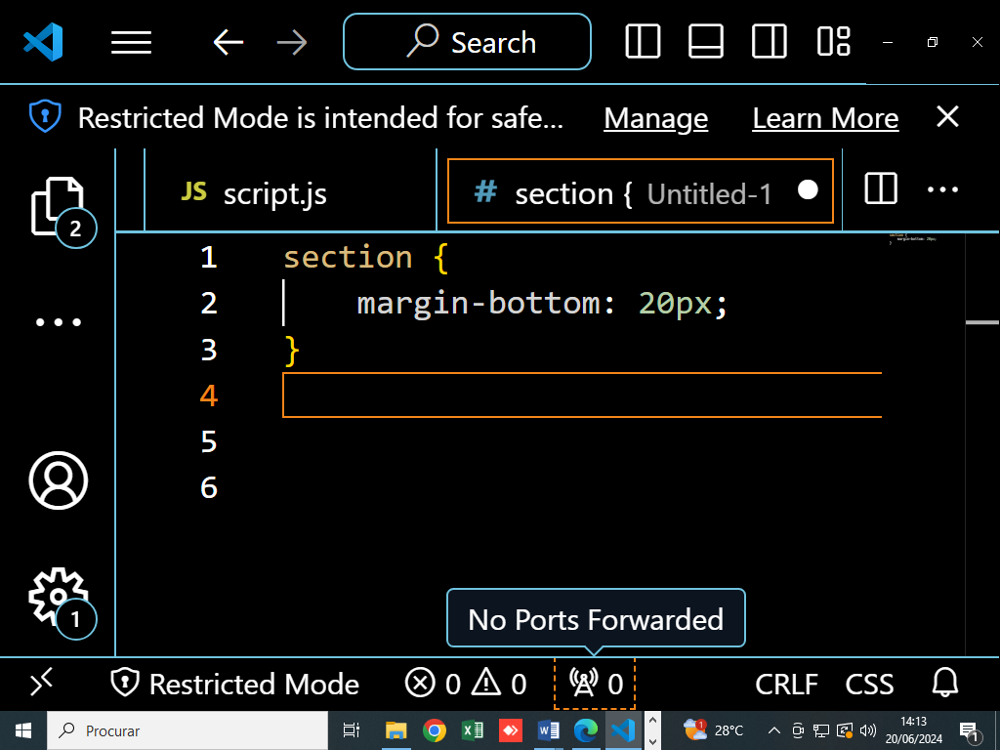 Search
Restricted Mode is intended for safe... Manage Learn More
2
JS script.js
# section { Untitled-1
1 section {
2 margin-bottom: 20px;
3 }
4
5
6
1
No Ports Forwarded
Restricted Mode 0 0 0 CRLF CSS
Procurar
28°C
14:13
20/06/2024
1